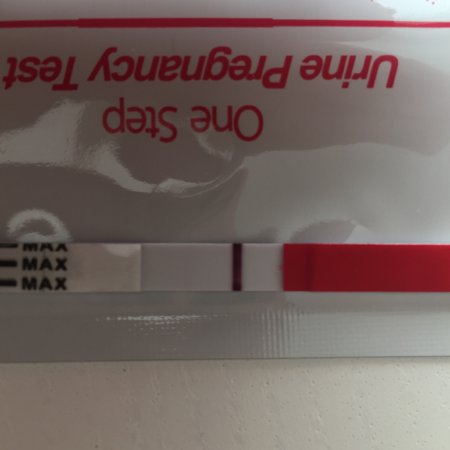 One Step
Urine Pregnancy Test
MAX
MAX
MAX